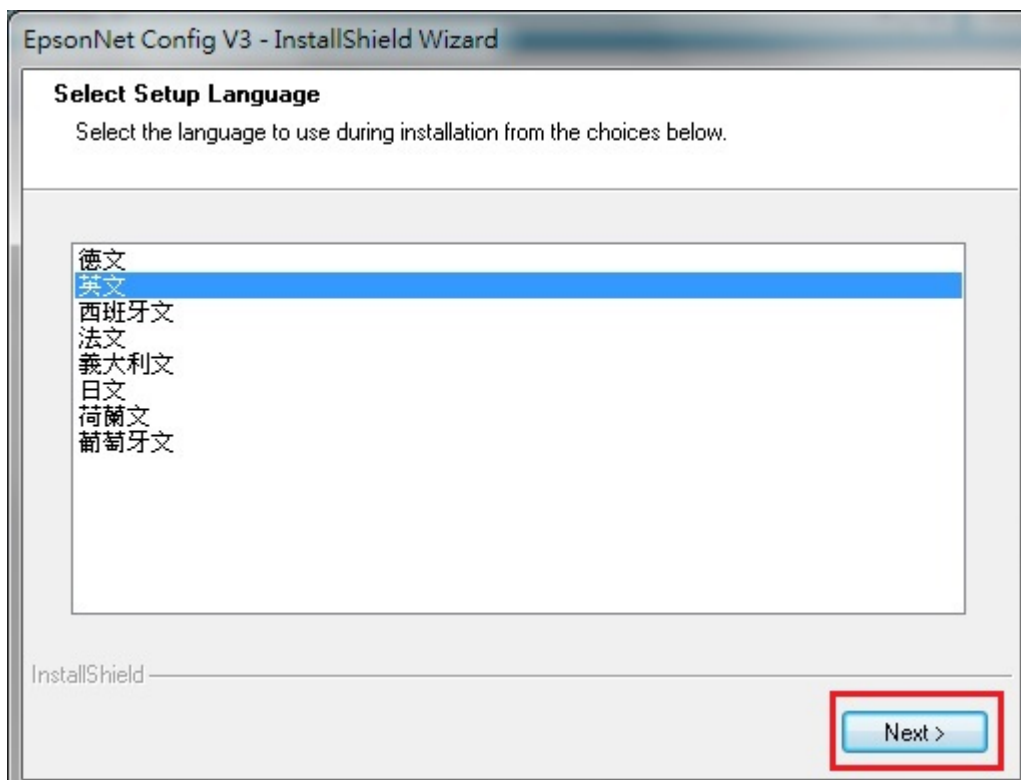 EpsonNet Config V3 - InstallShield Wizard
Select Setup Language
Select the language to use during installation from the choices below.
德文
英文
西班牙文
法文
義大利文
日文
荷蘭文
葡萄牙文
InstallShield
Next >